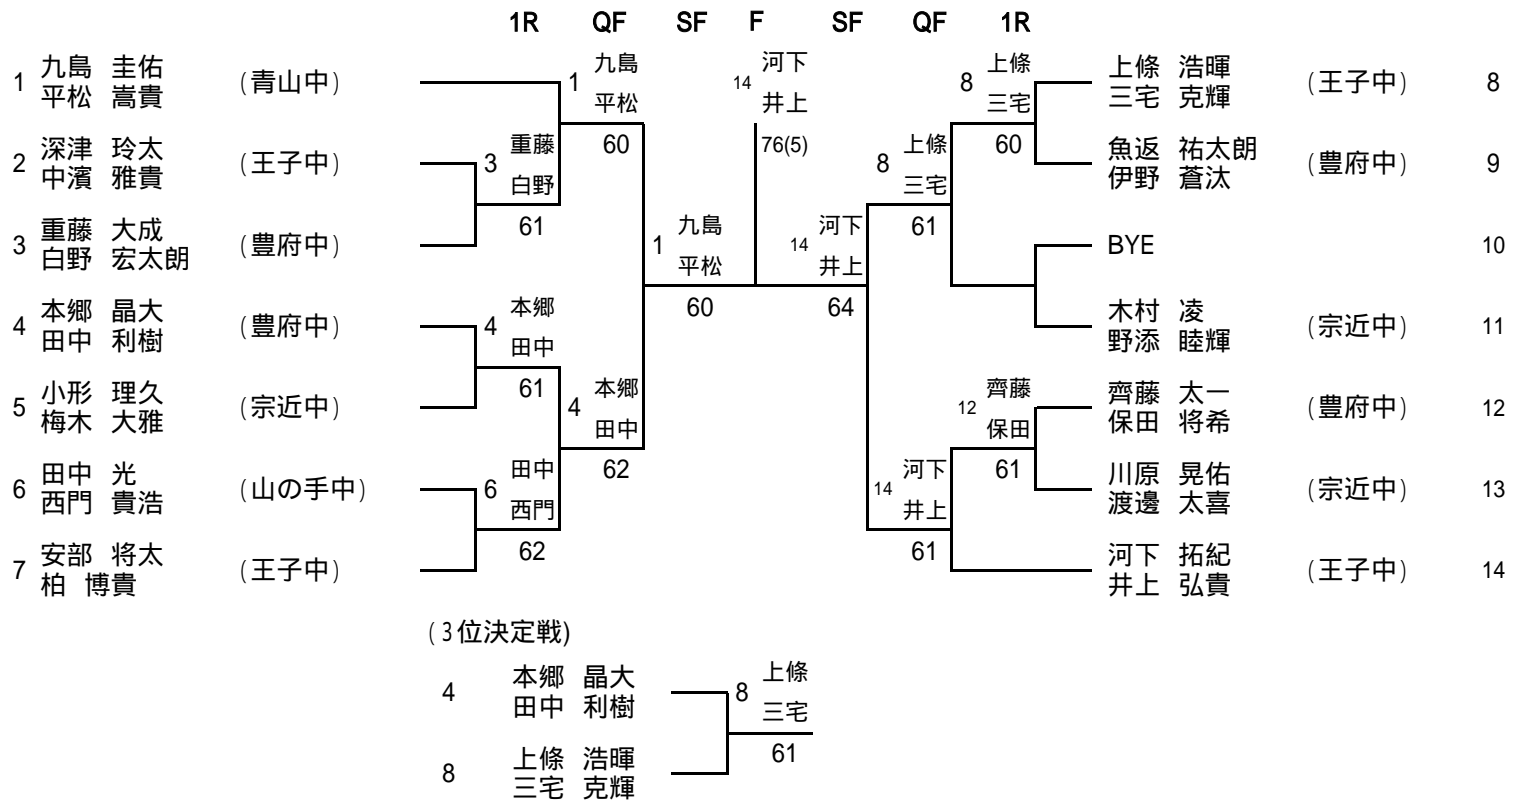 1R QF SF F SF QF 1R
1 九島 圭佑 平松 嵩貴 (青山中)
2 深津 玲太 中濱 雅貴 (王子中)
3 重藤 大成 白野 宏太朗 (豊府中)
4 本郷 晶大 田中 利樹 (豊府中)
5 小形 理久 梅木 大雅 (宗近中)
6 田中 光 西門 貴浩 (山の手中)
7 安部 将太 柏 博貴 (王子中)
3 重藤 白野 61
4 本郷 田中 61
6 田中 西門 62
1 九島 平松 60
4 本郷 田中 62
1 九島 平松 60
14 河下 井上 76(5)
14 河下 井上 64
8 上條 三宅 61
14 河下 井上 61
8 上條 三宅 60
12 齊藤 保田 61
上條 浩暉 三宅 克輝 (王子中) 8
魚返 祐太朗 伊野 蒼汰 (豊府中) 9
BYE 10
木村 凌 野添 睦輝 (宗近中) 11
齊藤 太一 保田 将希 (豊府中) 12
川原 晃佑 渡邊 太喜 (宗近中) 13
河下 拓紀 井上 弘貴 (王子中) 14
(3位決定戦)
4 本郷 晶大 田中 利樹
8 上條 浩暉 三宅 克輝
8 上條 三宅 61